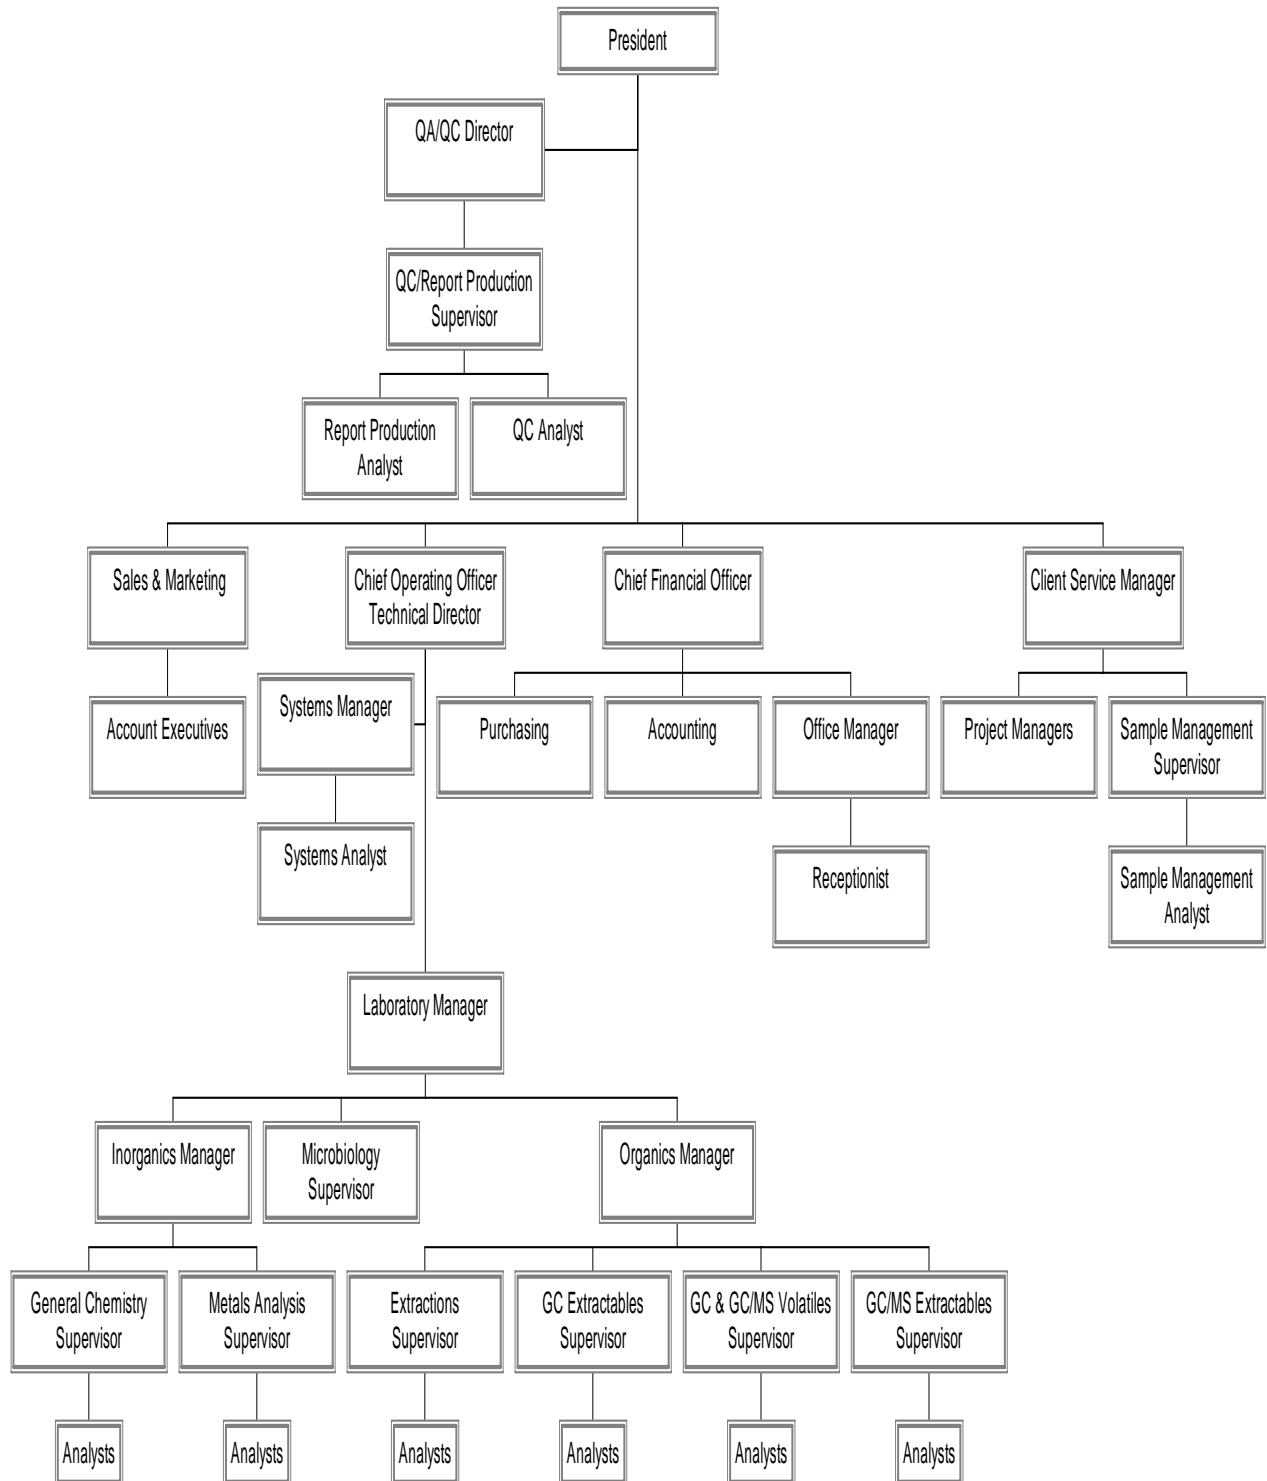 President
QA/QC Director
QC/Report Production
Supervisor
Report Production
Analyst
QC Analyst
Sales & Marketing
Chief Operating Officer
Technical Director
Chief Financial Officer
Client Service Manager
Account Executives
Systems Manager
Purchasing
Accounting
Office Manager
Project Managers
Sample Management
Supervisor
Systems Analyst
Receptionist
Sample Management
Analyst
Laboratory Manager
Inorganics Manager
Microbiology
Supervisor
Organics Manager
General Chemistry
Supervisor
Metals Analysis
Supervisor
Extractions
Supervisor
GC Extractables
Supervisor
GC & GC/MS Volatiles
Supervisor
GC/MS Extractables
Supervisor
Analysts
Analysts
Analysts
Analysts
Analysts
Analysts